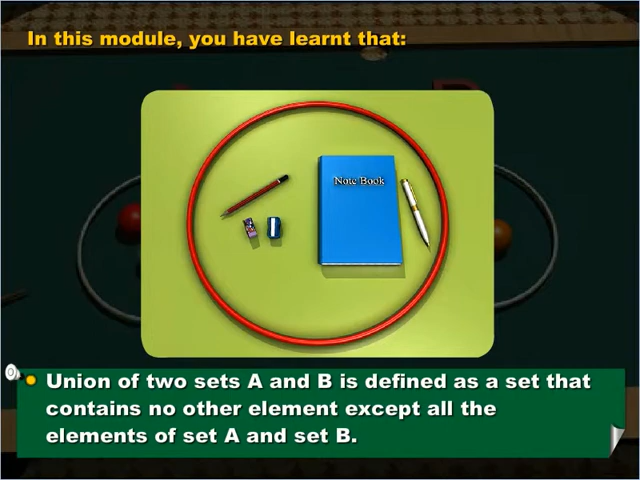 In this module, you have learnt that:
Note Book
Union of two sets A and B is defined as a set that
contains no other element except all the
elements of set A and set B.